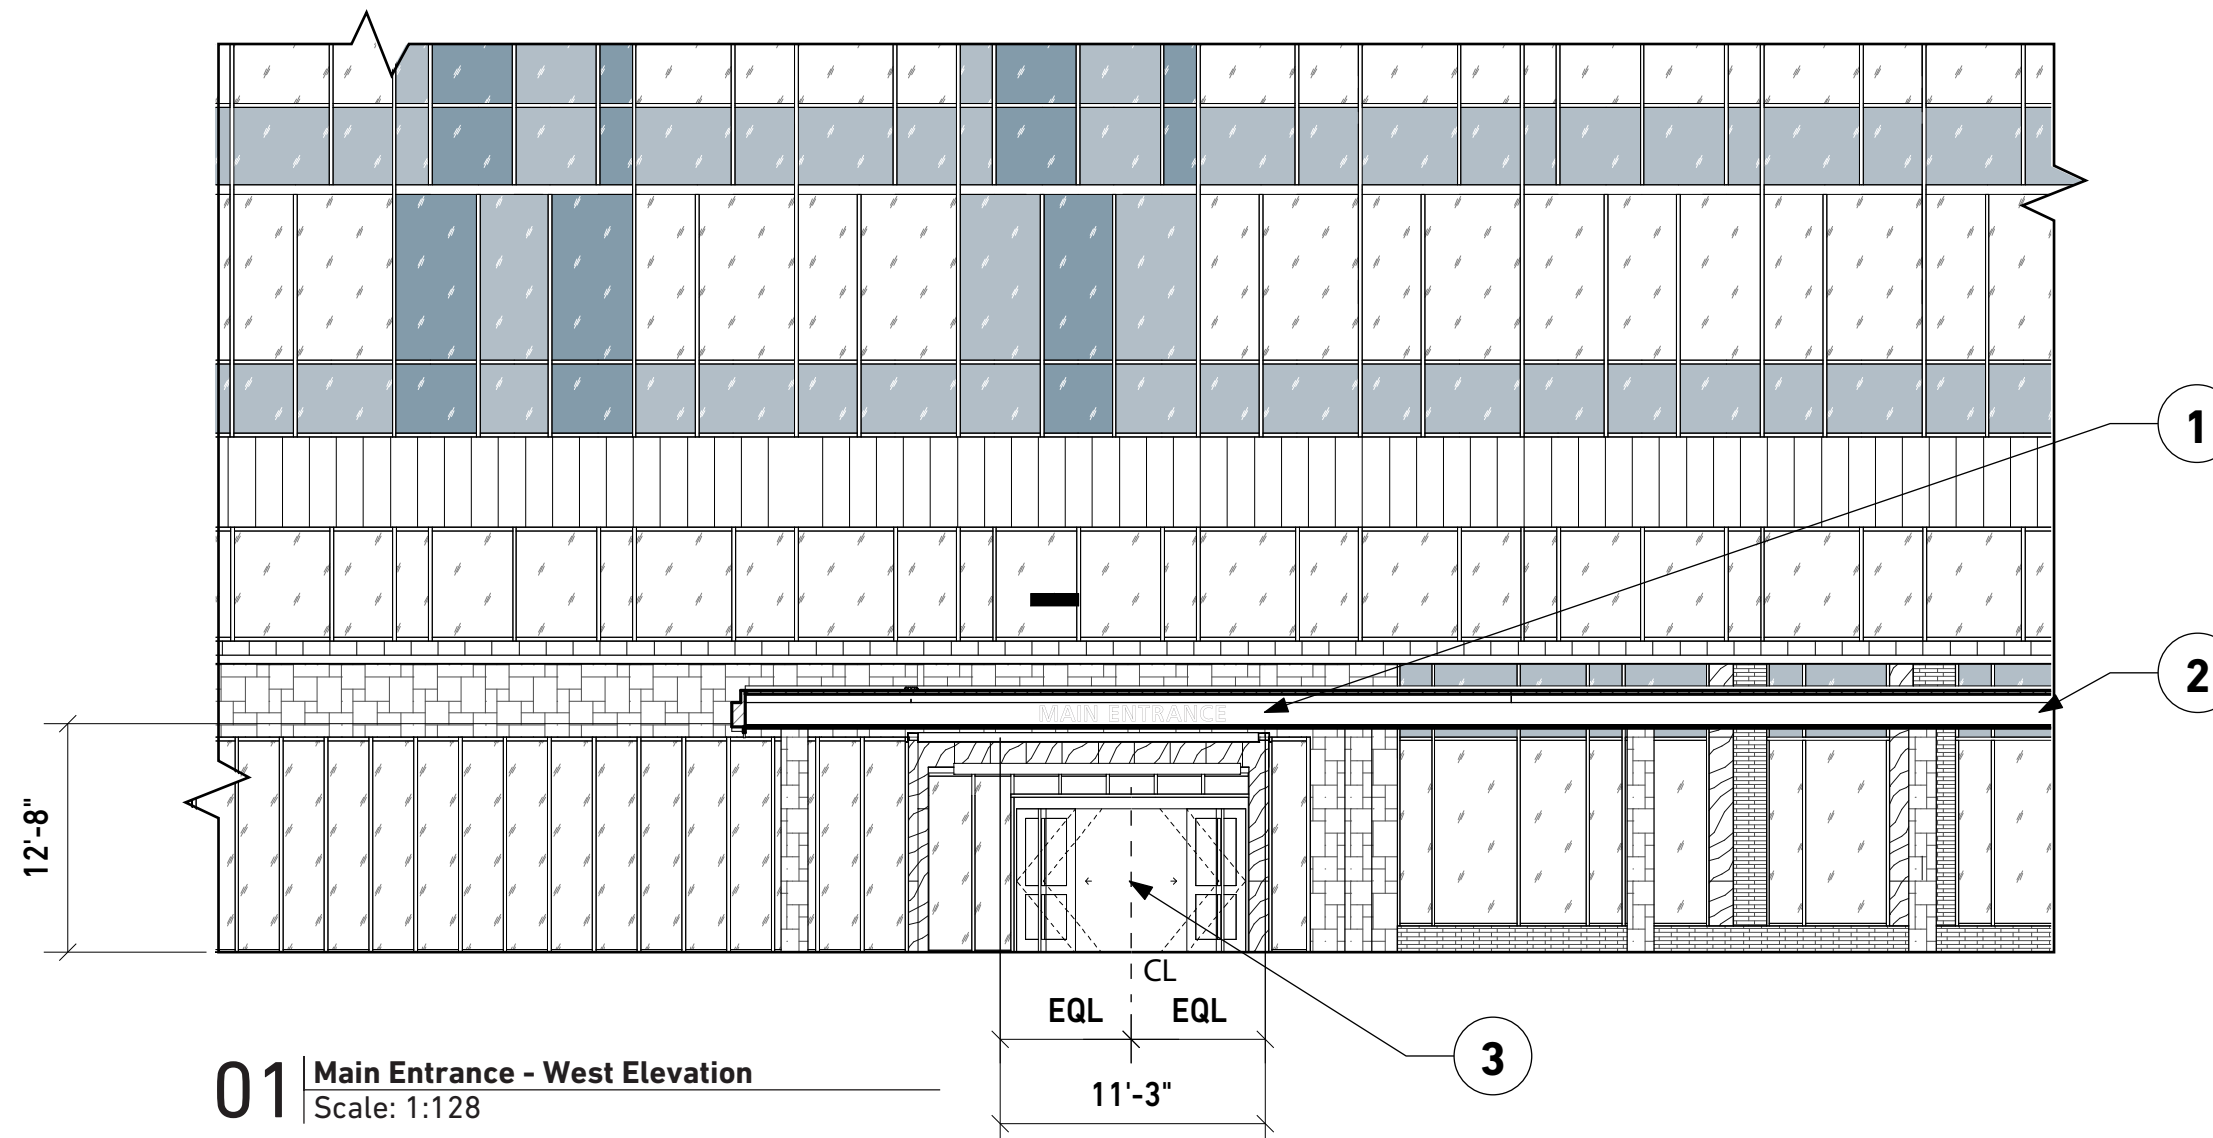 1
2
MAIN ENTRANCE
12'-8"
CL
EQL EQL
3
11'-3"
01 Main Entrance - West Elevation
Scale: 1:128